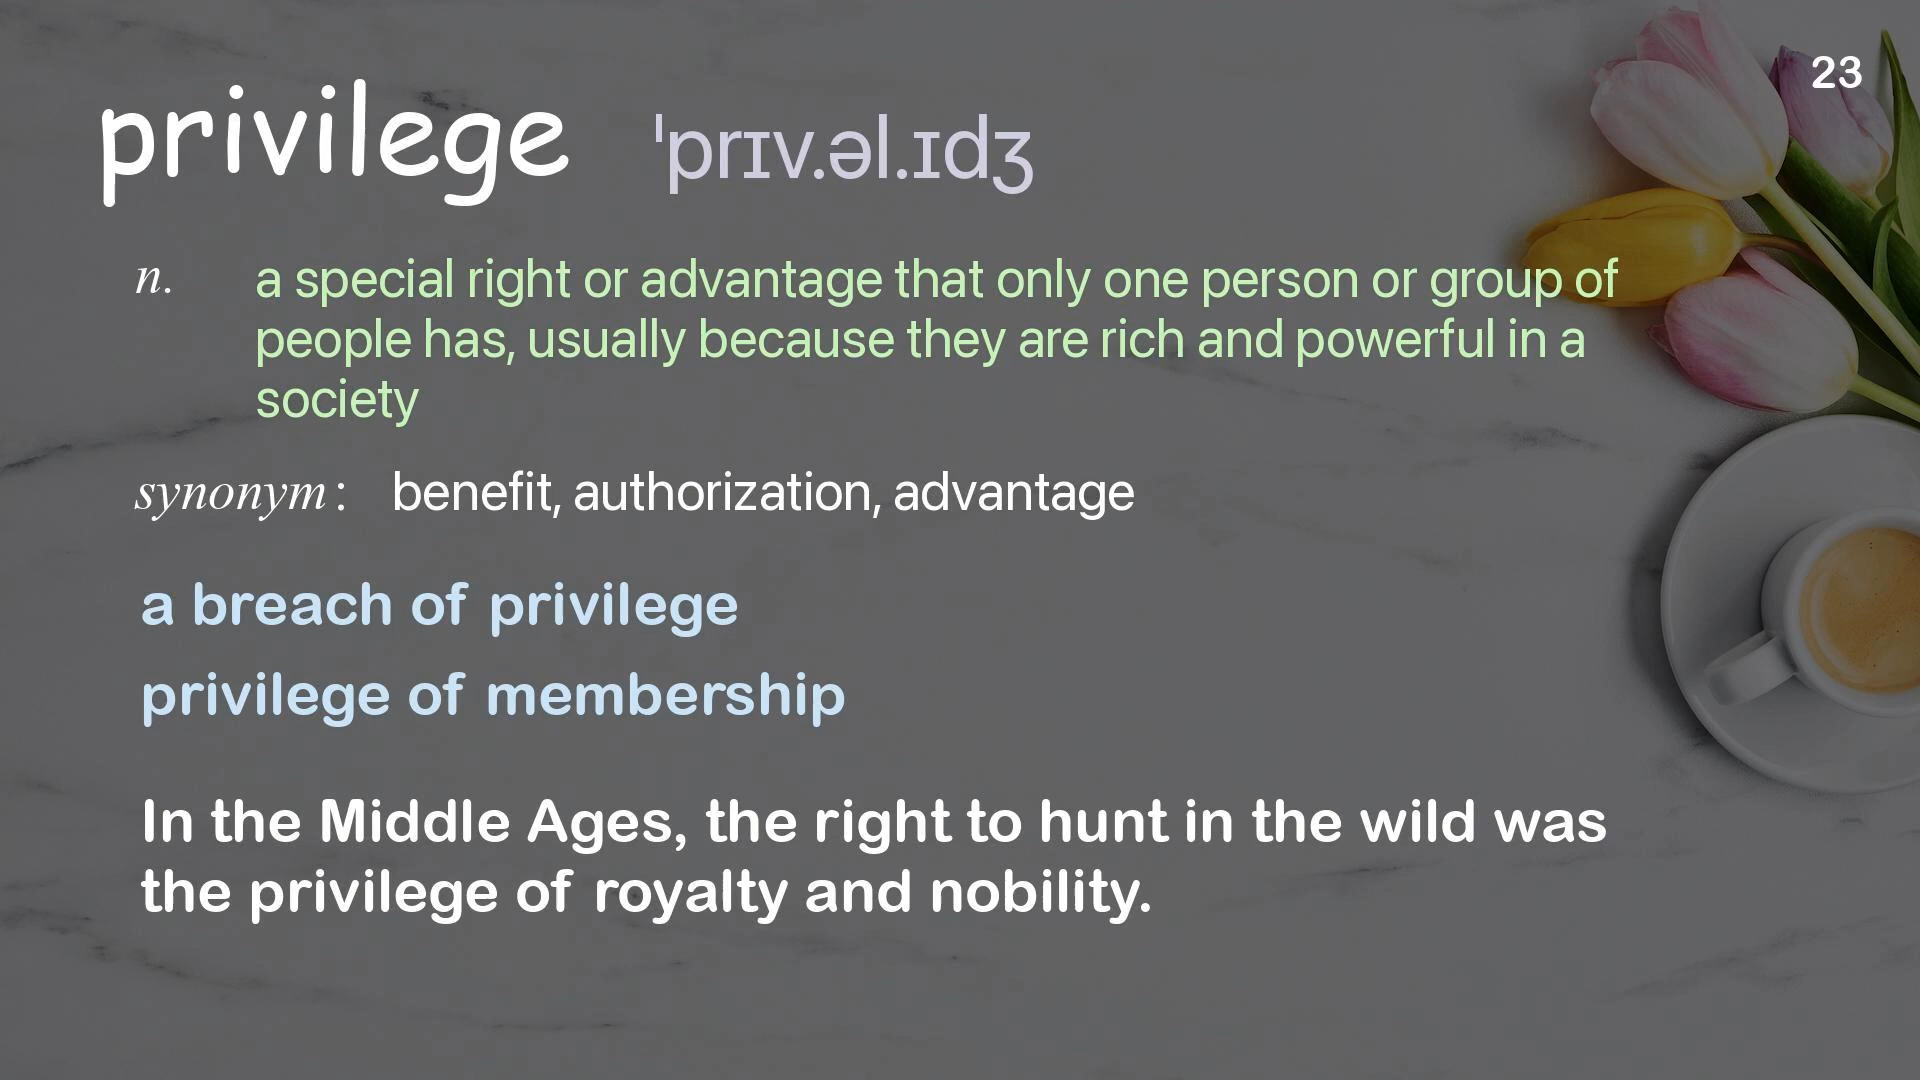 23
privilege ˈprɪv.əl.ɪdʒ
n. a special right or advantage that only one person or group of
people has, usually because they are rich and powerful in a
society
synonym: benefit, authorization, advantage
a breach of privilege
privilege of membership
In the Middle Ages, the right to hunt in the wild was
the privilege of royalty and nobility.